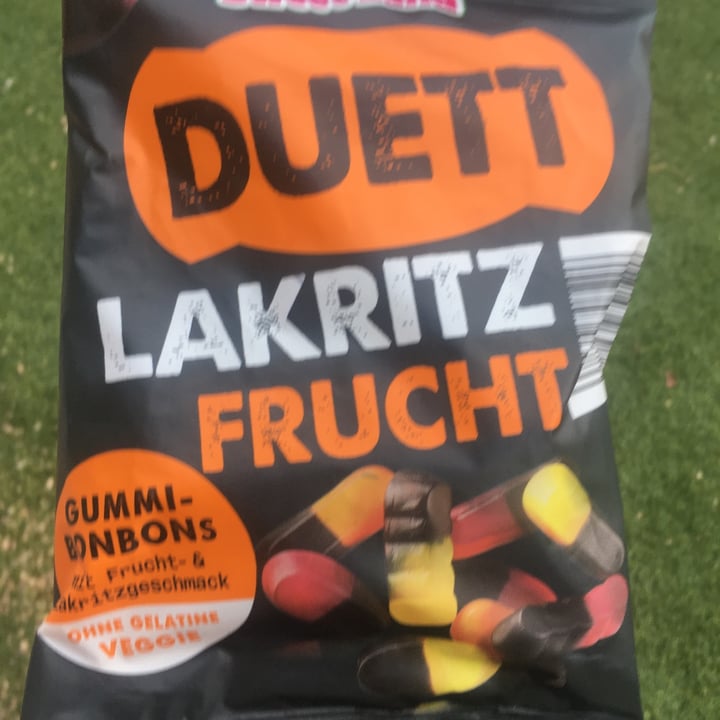 DUETT
LAKRITZ
FRUCHT
GUMMI-
BONBONS
mit Frucht- &
Lakritzgeschmack
OHNE GELATINE
VEGGIE